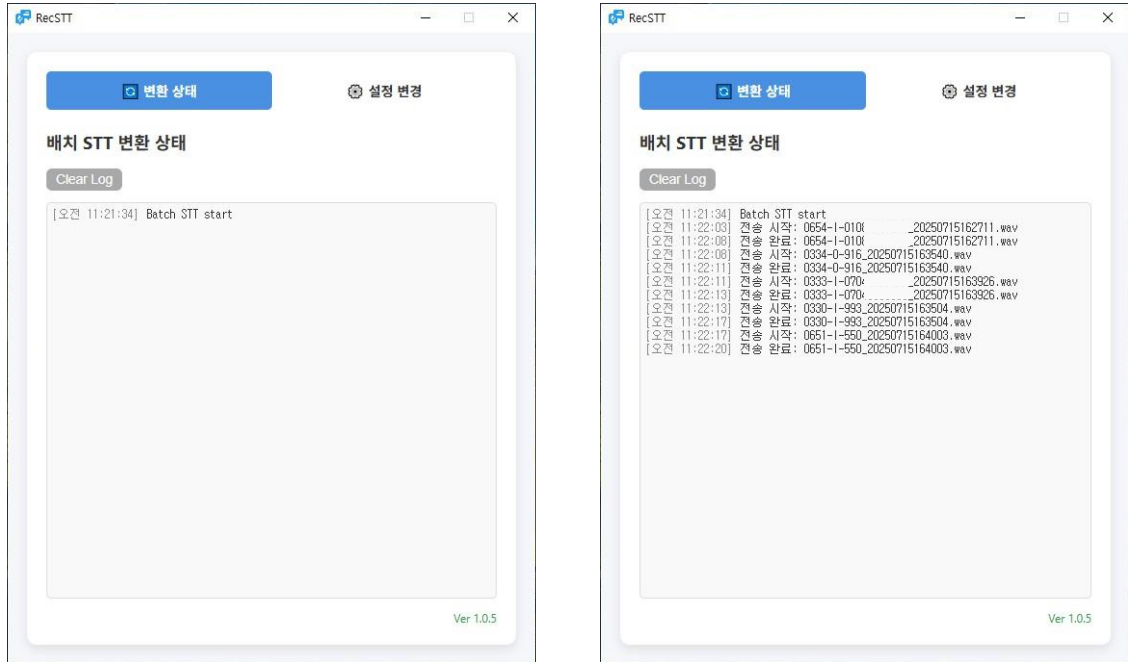 RecSTT
변환 상태
설정 변경
배치 STT 변환 상태
Clear Log
[오전 11:21:34] Batch STT start
Ver 1.0.5
RecSTT
변환 상태
설정 변경
배치 STT 변환 상태
Clear Log
[오전 11:21:34] Batch STT start
[오전 11:22:03] 전송 시작: 0654-I-010 _20250715162711.wav
[오전 11:22:08] 전송 완료: 0654-I-010 _20250715162711.wav
[오전 11:22:08] 전송 시작: 0334-O-916_20250715163540.wav
[오전 11:22:11] 전송 완료: 0334-O-916_20250715163540.wav
[오전 11:22:11] 전송 시작: 0333-I-070 _20250715163926.wav
[오전 11:22:13] 전송 완료: 0333-I-070 _20250715163926.wav
[오전 11:22:13] 전송 시작: 0330-I-993_20250715163504.wav
[오전 11:22:17] 전송 완료: 0330-I-993_20250715163504.wav
[오전 11:22:17] 전송 시작: 0651-I-550_20250715164003.wav
[오전 11:22:20] 전송 완료: 0651-I-550_20250715164003.wav
Ver 1.0.5